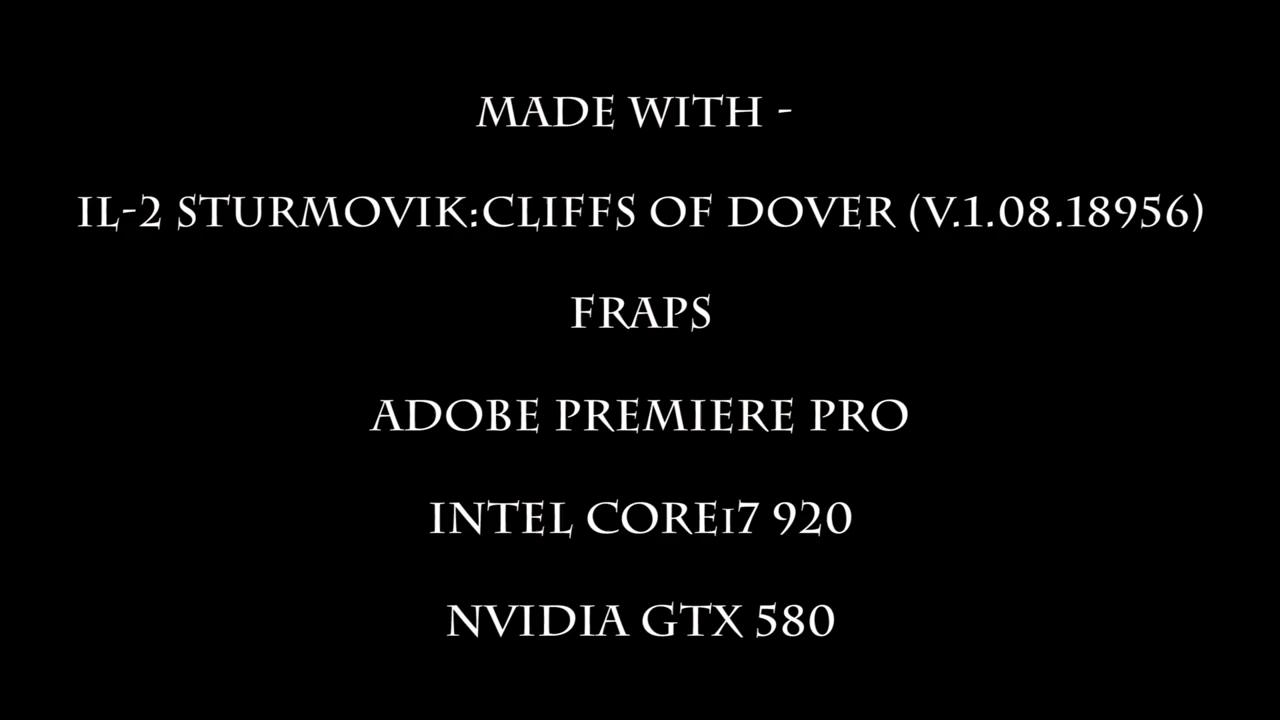 MADE WITH -
IL-2 STURMOVIK:CLIFFS OF DOVER (V.1.08.18956)
FRAPS
ADOBE PREMIERE PRO
INTEL COREi7 920
NVIDIA GTX 580